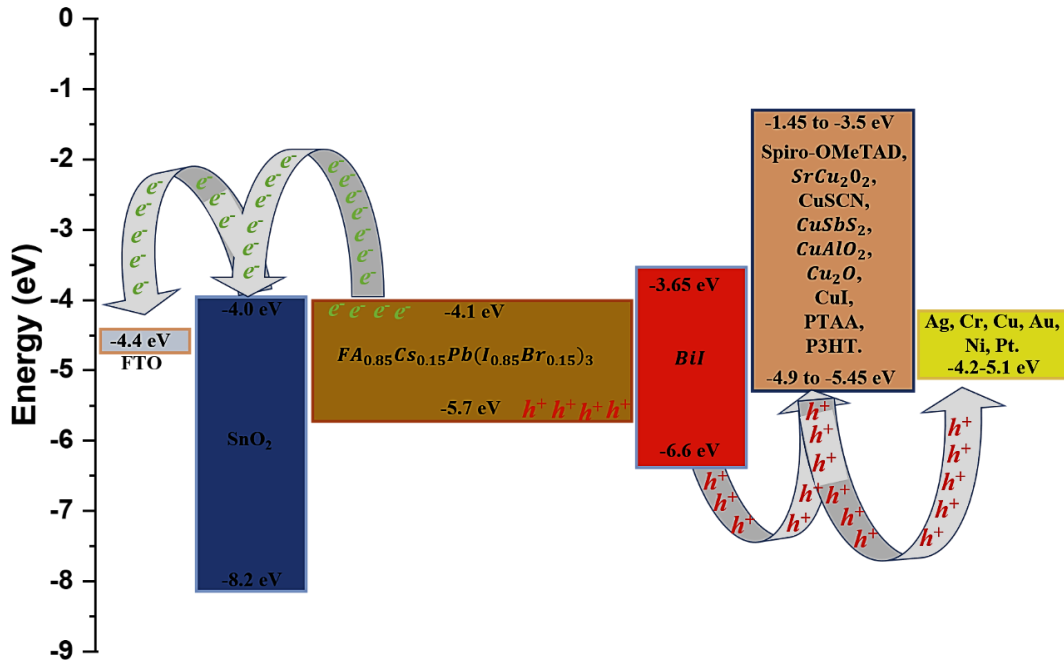 Energy (eV)
0
-1
-2
-3
-4
-5
-6
-7
-8
-9
-4.4 eV
FTO
e- e- e- e- e- e- e- e- e-
e- e- e- e- e- e- e- e- e- e- e-
-4.0 eV
SnO₂
-8.2 eV
e- e- e- e-
-4.1 eV
FA₀.₈₅Cs₀.₁₅Pb(I₀.₈₅Br₀.₁₅)₃
-5.7 eV
h+ h+ h+ h+
-3.65 eV
BiI
-6.6 eV
-1.45 to -3.5 eV
Spiro-OMeTAD,
SrCu₂O₂,
CuSCN,
CuSbS₂,
CuAlO₂,
Cu₂O,
CuI,
PTAA,
P3HT.
-4.9 to -5.45 eV
Ag, Cr, Cu, Au,
Ni, Pt.
-4.2-5.1 eV
h+ h+ h+ h+ h+ h+ h+ h+
h+ h+ h+ h+ h+ h+ h+ h+